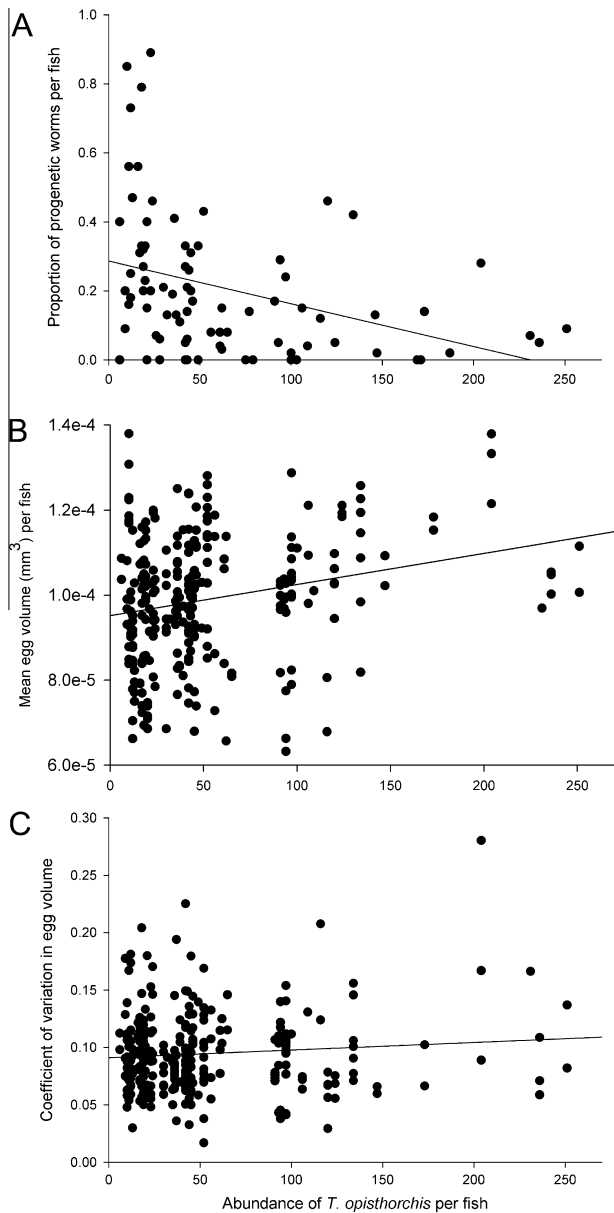 A
Proportion of progenetic worms per fish
1.0
0.8
0.6
0.4
0.2
0.0
0 50 100 150 200 250
B
Mean egg volume (mm3) per fish
1.4e-4
1.2e-4
1.0e-4
8.0e-5
6.0e-5
0 50 100 150 200 250
C
Coefficient of variation in egg volume
0.30
0.25
0.20
0.15
0.10
0.05
0.00
0 50 100 150 200 250
Abundance of T. opisthorchis per fish